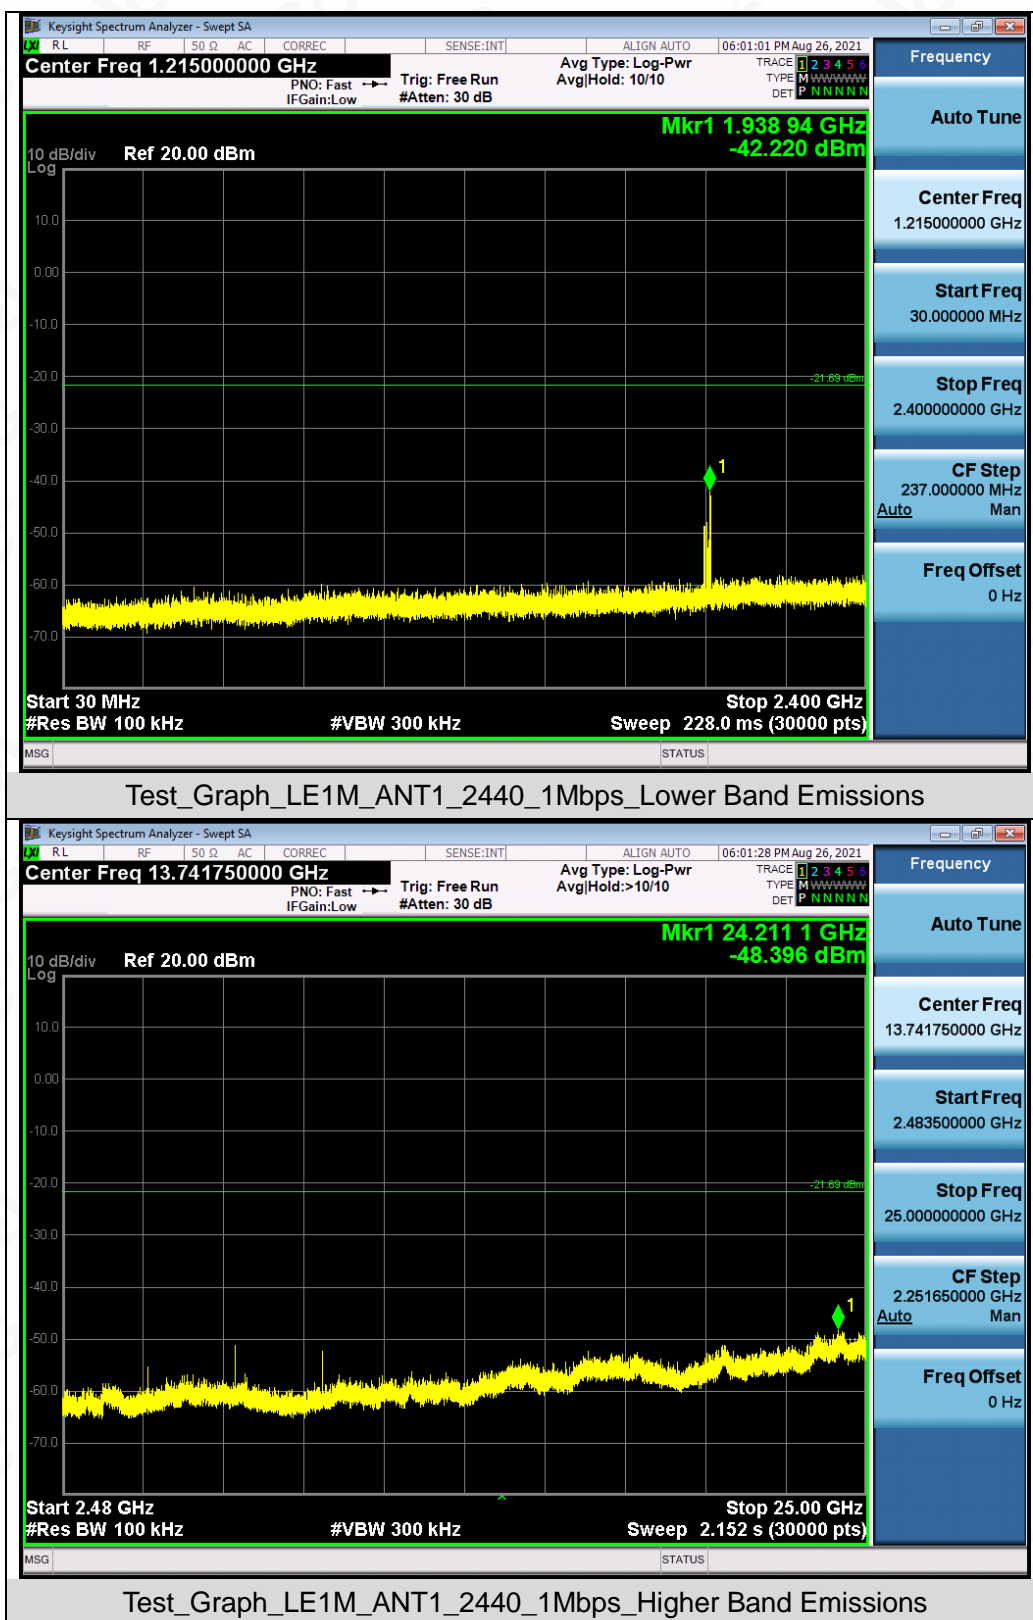 Keysight Spectrum Analyzer - Swept SA
LXI RL RF 50 Ω AC CORREC SENSE:INT ALIGN AUTO 06:01:01 PM Aug 26, 2021
Center Freq 1.215000000 GHz
PNO: Fast
IFGain:Low
Trig: Free Run
#Atten: 30 dB
Avg Type: Log-Pwr
Avg|Hold: 10/10
TRACE 1 2 3 4 5 6
TYPE M WWWWW
DET P N N N N N
Frequency
Mkr1 1.938 94 GHz
-42.220 dBm
10 dB/div Ref 20.00 dBm
Log
10.0
0.00
-10.0
-20.0
-21.69 dBm
-30.0
-40.0
1
-50.0
-60.0
-70.0
Start 30 MHz Stop 2.400 GHz
#Res BW 100 kHz #VBW 300 kHz Sweep 228.0 ms (30000 pts)
MSG STATUS
Auto Tune
Center Freq
1.215000000 GHz
Start Freq
30.000000 MHz
Stop Freq
2.400000000 GHz
CF Step
237.000000 MHz
Auto Man
Freq Offset
0 Hz
Test_Graph_LE1M_ANT1_2440_1Mbps_Lower Band Emissions
Keysight Spectrum Analyzer - Swept SA
LXI RL RF 50 Ω AC CORREC SENSE:INT ALIGN AUTO 06:01:28 PM Aug 26, 2021
Center Freq 13.741750000 GHz
PNO: Fast
IFGain:Low
Trig: Free Run
#Atten: 30 dB
Avg Type: Log-Pwr
Avg|Hold:>10/10
TRACE 1 2 3 4 5 6
TYPE M WWWWW
DET P N N N N N
Frequency
Mkr1 24.211 1 GHz
-48.396 dBm
10 dB/div Ref 20.00 dBm
Log
10.0
0.00
-10.0
-20.0
-21.69 dBm
-30.0
-40.0
1
-50.0
-60.0
-70.0
Start 2.48 GHz Stop 25.00 GHz
#Res BW 100 kHz #VBW 300 kHz Sweep 2.152 s (30000 pts)
MSG STATUS
Auto Tune
Center Freq
13.741750000 GHz
Start Freq
2.483500000 GHz
Stop Freq
25.000000000 GHz
CF Step
2.251650000 GHz
Auto Man
Freq Offset
0 Hz
Test_Graph_LE1M_ANT1_2440_1Mbps_Higher Band Emissions